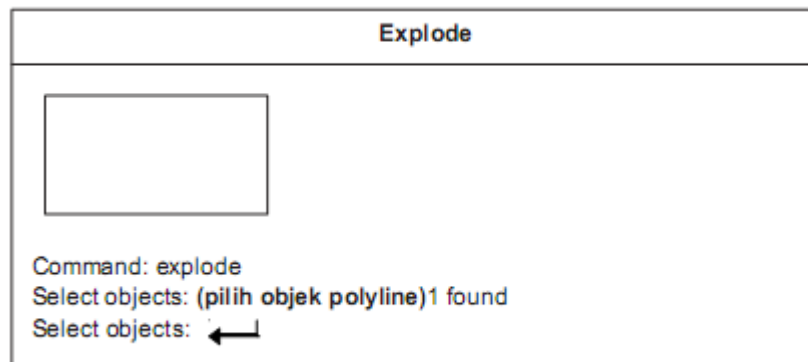 Explode
Command: explode
Select objects: (pilih objek polyline)1 found
Select objects: